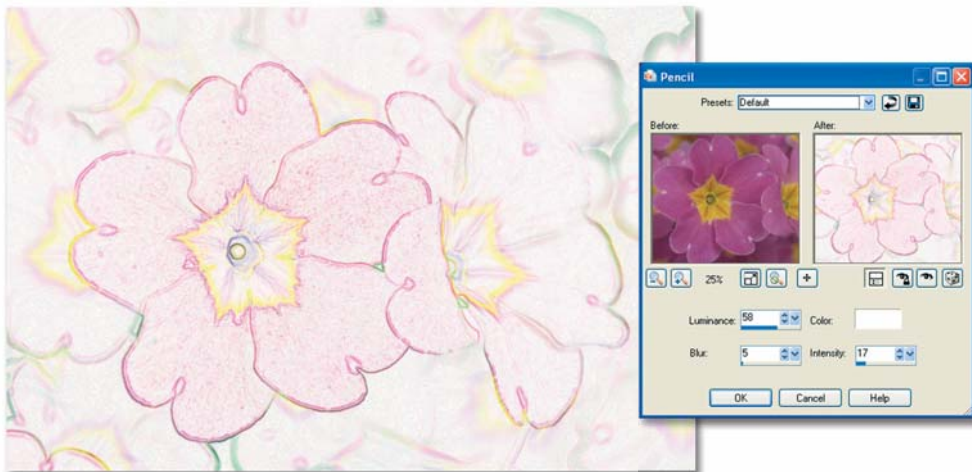 Pencil
Presets: Default
Before: After:
25%
Luminance: 58 Color:
Blur: 5 Intensity: 17
OK Cancel Help